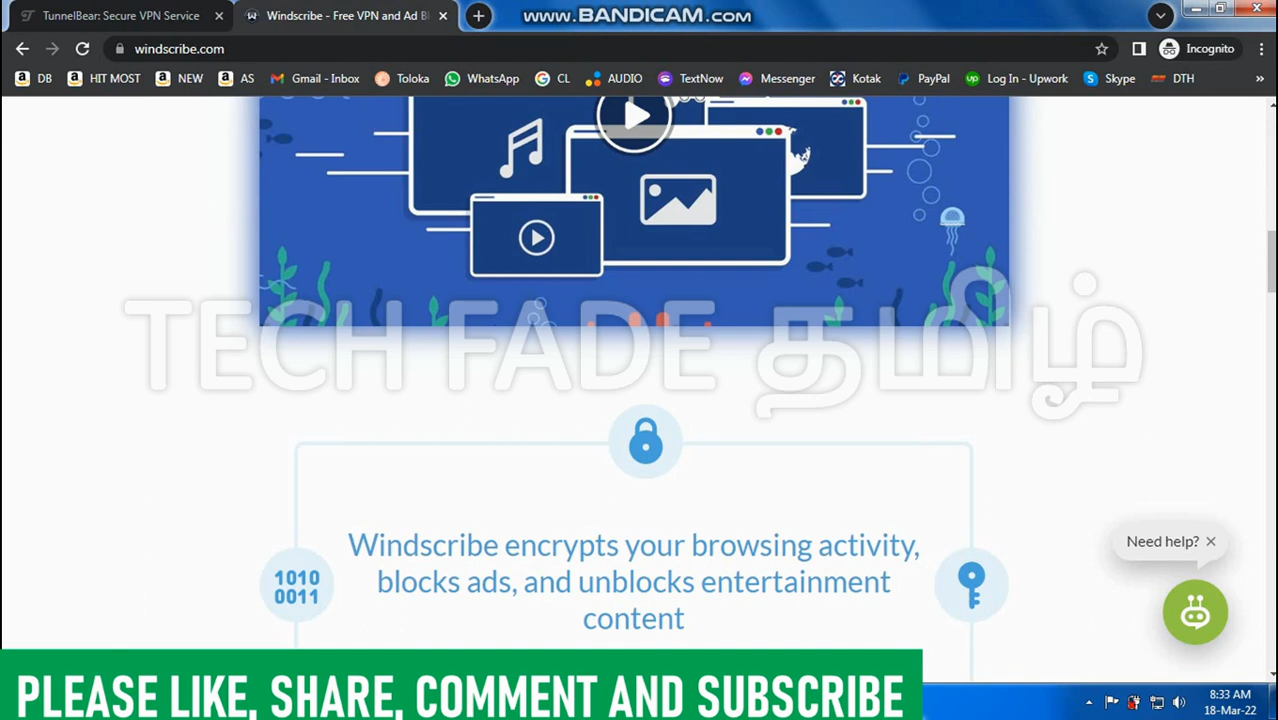 TunnelBear: Secure VPN Service
Windscribe - Free VPN and Ad Bl
www.BANDICAM.com
windscribe.com
Incognito
DB
HIT MOST
NEW
AS
Gmail - Inbox
Toloka
WhatsApp
CL
AUDIO
TextNow
Messenger
Kotak
PayPal
Log In - Upwork
Skype
DTH
TECH FADE தமிழ்
1010
0011
Windscribe encrypts your browsing activity,
blocks ads, and unblocks entertainment
content
Need help?
PLEASE LIKE, SHARE, COMMENT AND SUBSCRIBE
8:33 AM
18-Mar-22